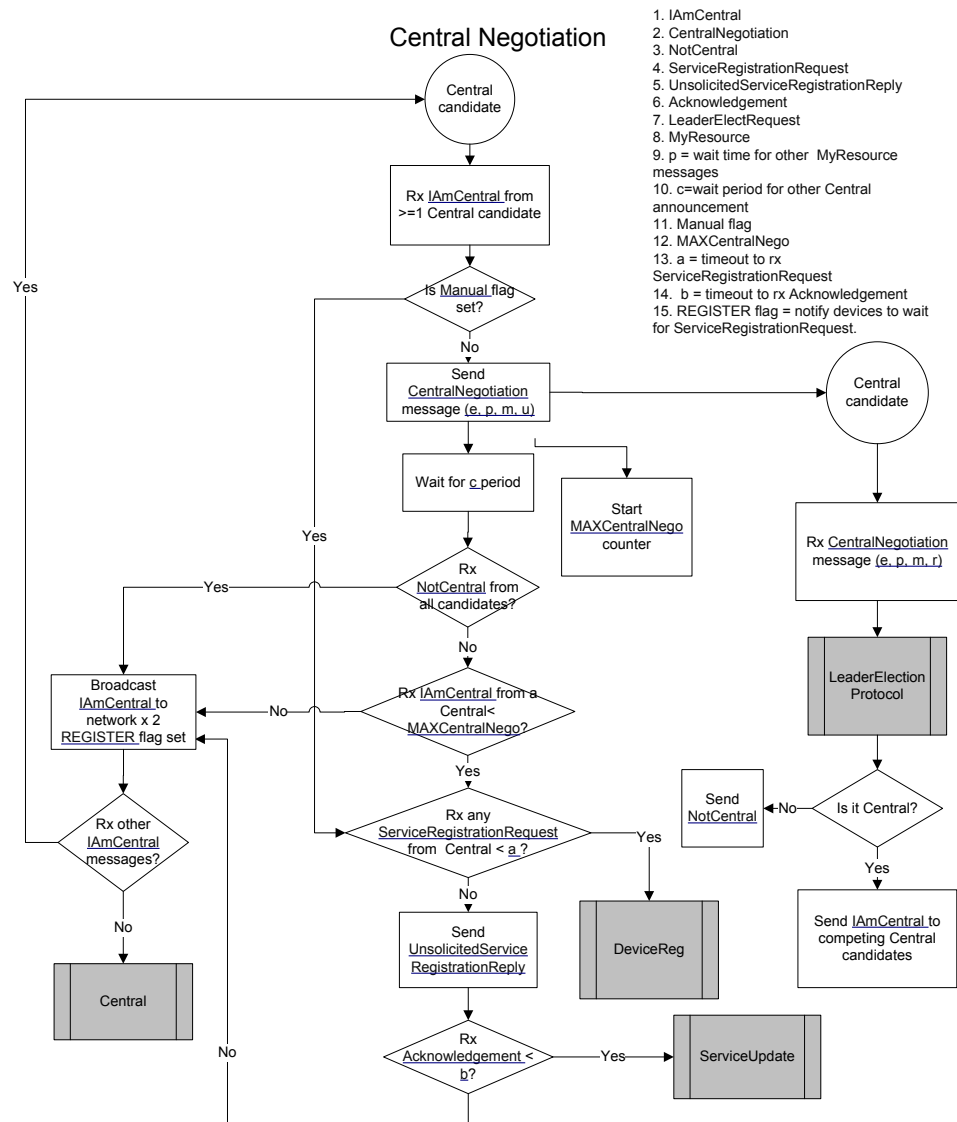 Central Negotiation
1. IAmCentral
2. CentralNegotiation
3. NotCentral
4. ServiceRegistrationRequest
5. UnsolicitedServiceRegistrationReply
6. Acknowledgement
7. LeaderElectRequest
8. MyResource
9. p = wait time for other  MyResource
messages
10. c=wait period for other Central
announcement
11. Manual flag
12. MAXCentralNego
13. a = timeout to rx
ServiceRegistrationRequest
14.  b = timeout to rx Acknowledgement
15. REGISTER flag = notify devices to wait
for ServiceRegistrationRequest.
Central
candidate
Rx IAmCentral from
>=1 Central candidate
Yes
Is Manual flag
set?
No
Send
CentralNegotiation
message (e, p, m, u)
Central
candidate
Wait for c period
Start
MAXCentralNego
counter
Yes
Rx CentralNegotiation
message (e, p, m, r)
Rx
NotCentral from
all candidates?
Yes
No
LeaderElection
Protocol
Broadcast
IAmCentral to
network x 2
REGISTER flag set
No
Rx IAmCentral from a
Central<
MAXCentralNego?
Yes
Send
NotCentral
No
Is it Central?
Yes
Rx other
IAmCentral
messages?
No
Rx any
ServiceRegistrationRequest
from  Central < a ?
Yes
No
Send
UnsolicitedService
RegistrationReply
DeviceReg
Send IAmCentral to
competing Central
candidates
Central
No
Rx
Acknowledgement <
b?
Yes
ServiceUpdate